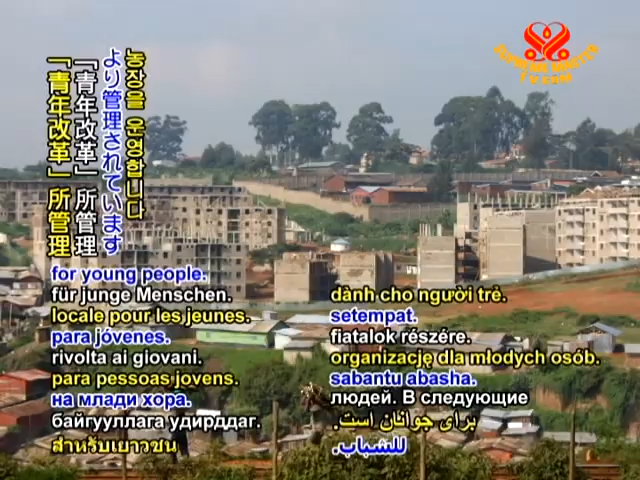 SUPREME MASTER
TV.COM
농장을 운영합니다
より管理されています
「青年改革」所管理
「青年改革」所管理
for young people.
für junge Menschen.
locale pour les jeunes.
para jóvenes.
rivolta ai giovani.
para pessoas jovens.
на млади хора.
байгууллага удирддаг.
สำหรับเยาวชน
dành cho người trẻ.
setempat.
fiatalok részére.
organizację dla młodych osób.
sabantu abasha.
людей. В следующие
برای جوانان است.
للشباب.